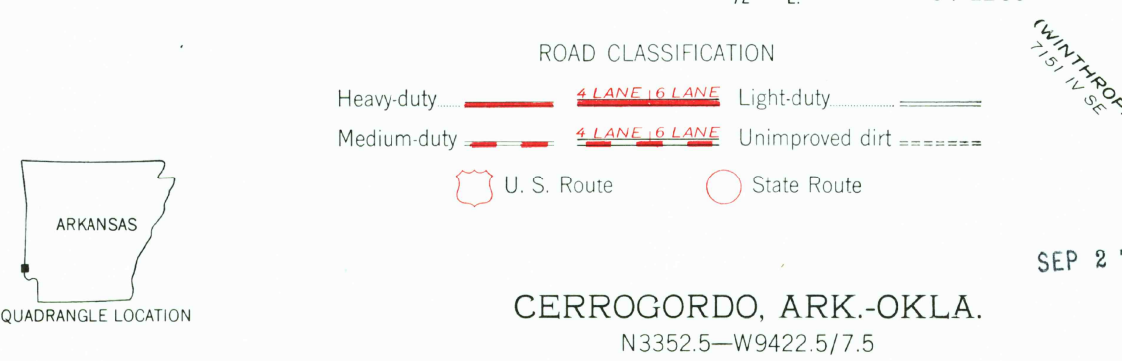 ROAD CLASSIFICATION
Heavy-duty 4 LANE 6 LANE Light-duty
Medium-duty 4 LANE 6 LANE Unimproved dirt
U. S. Route State Route
(WINTHROP
7151 IV SE
ARKANSAS
QUADRANGLE LOCATION
SEP 2
CERROGORDO, ARK.-OKLA.
N3352.5—W9422.5/7.5